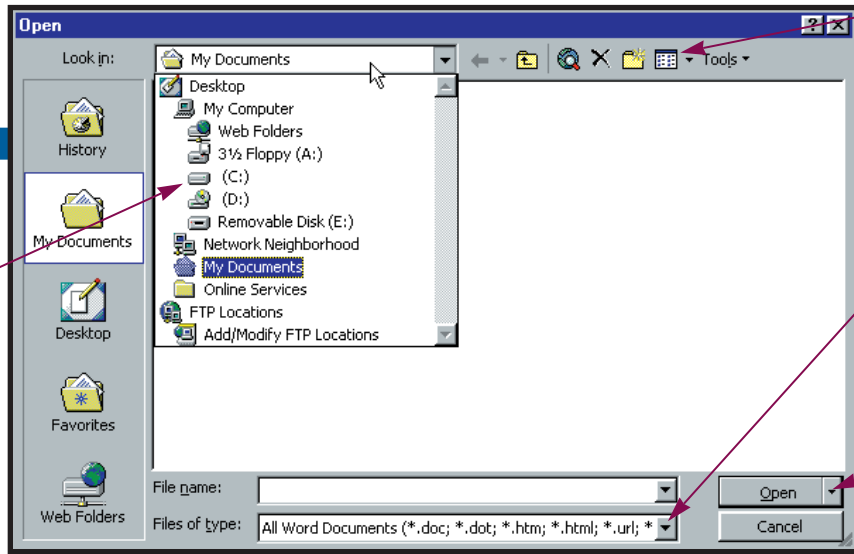 Open
Look in:
My Documents
Tools
Desktop
My Computer
Web Folders
3½ Floppy (A:)
(C:)
(D:)
Removable Disk (E:)
Network Neighborhood
My Documents
Online Services
FTP Locations
Add/Modify FTP Locations
History
My Documents
Desktop
Favorites
Web Folders
File name:
Open
Files of type:
All Word Documents (*.doc; *.dot; *.htm; *.html; *.url; *
Cancel